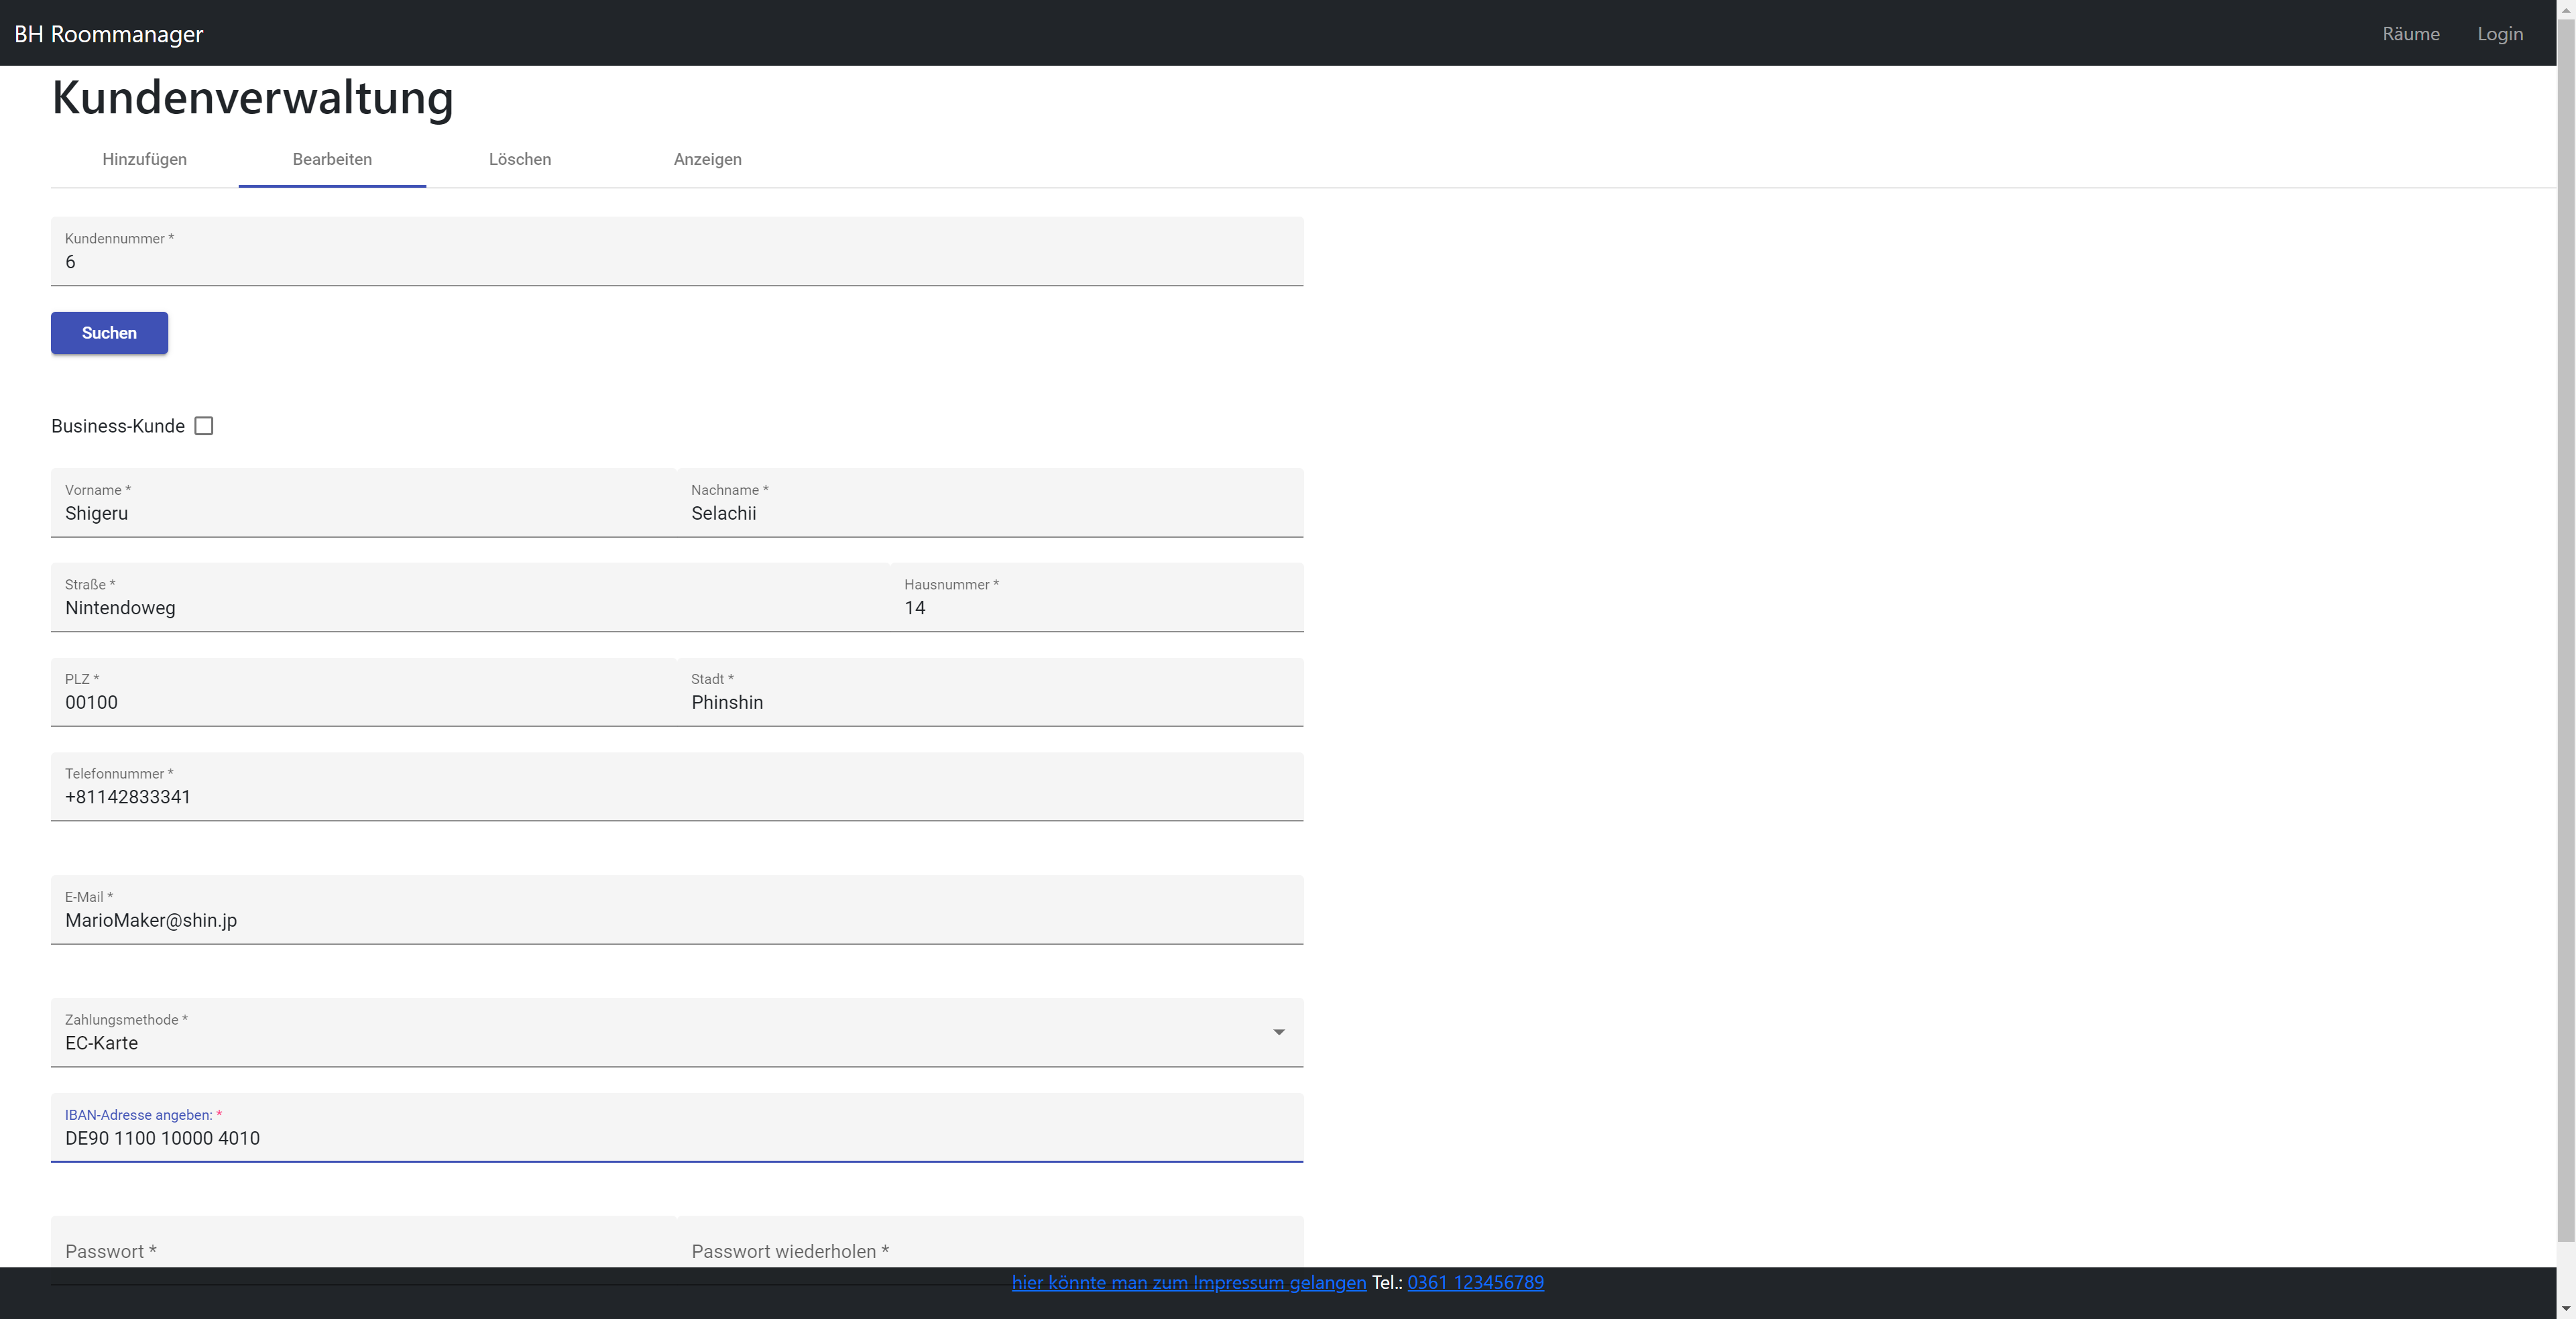 BH Roommanager Räume Login
Kundenverwaltung
Hinzufügen Bearbeiten Löschen Anzeigen
Kundennummer *
6
Suchen
Business-Kunde
Vorname * Nachname *
Shigeru Selachii
Straße * Hausnummer *
Nintendoweg 14
PLZ * Stadt *
00100 Phinshin
Telefonnummer *
+81142833341
E-Mail *
MarioMaker@shin.jp
Zahlungsmethode *
EC-Karte
IBAN-Adresse angeben: *
DE90 1100 10000 4010
Passwort * Passwort wiederholen *
hier könnte man zum Impressum gelangen Tel.: 0361 123456789